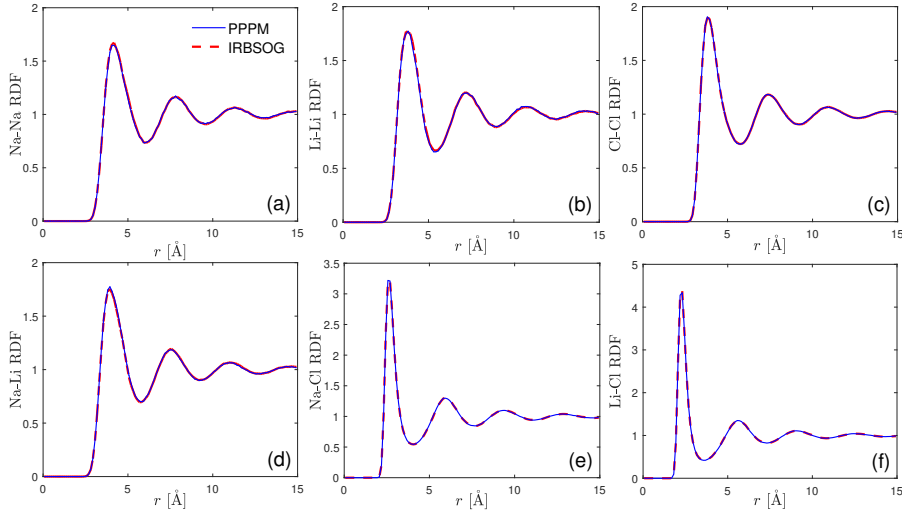 2
1.5
1
0.5
0
0 5 10 15
Na-Na RDF
r [Å]
PPPM
IRBSOG
(a)
2
1.5
1
0.5
0
0 5 10 15
Li-Li RDF
r [Å]
(b)
1.5
1
0.5
0
0 5 10 15
Cl-Cl RDF
r [Å]
(c)
2
1.5
1
0.5
0
0 5 10 15
Na-Li RDF
r [Å]
(d)
3.5
3
2.5
2
1.5
1
0.5
0
0 5 10 15
Na-Cl RDF
r [Å]
(e)
5
4
3
2
1
0
0 5 10 15
Li-Cl RDF
r [Å]
(f)